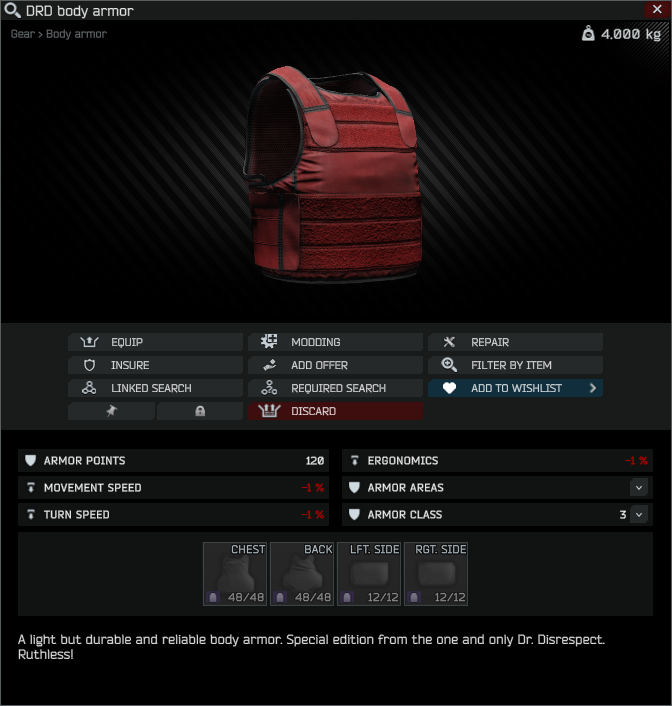 DRD body armor
Gear > Body armor
4.000 kg
EQUIP
MODDING
REPAIR
INSURE
ADD OFFER
FILTER BY ITEM
LINKED SEARCH
REQUIRED SEARCH
ADD TO WISHLIST
DISCARD
ARMOR POINTS 120
ERGONOMICS -1 %
MOVEMENT SPEED -1 %
ARMOR AREAS
TURN SPEED -1 %
ARMOR CLASS 3
CHEST BACK LFT. SIDE RGT. SIDE
48/48 48/48 12/12 12/12
A light but durable and reliable body armor. Special edition from the one and only Dr. Disrespect.
Ruthless!